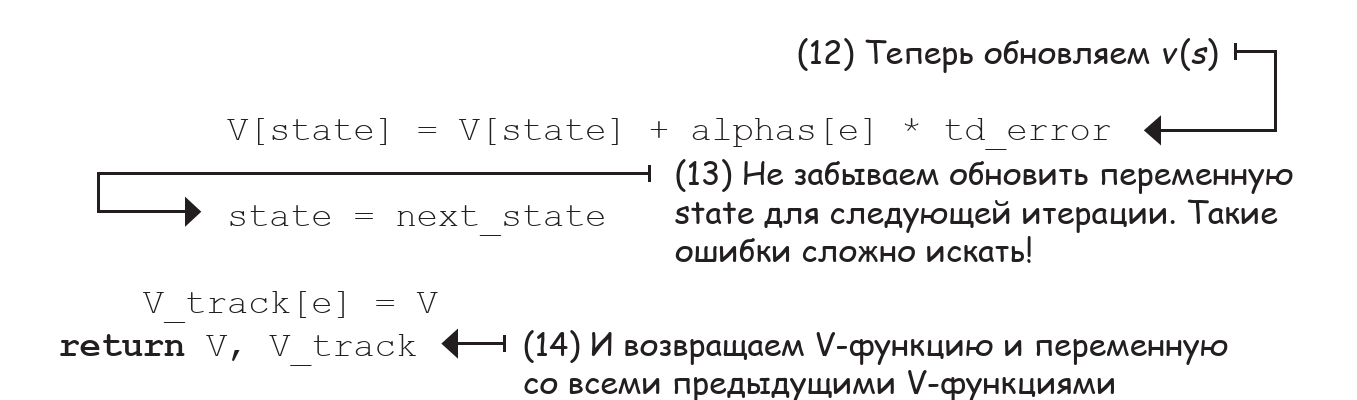 (12) Теперь обновляем v(s)
V[state] = V[state] + alphas[e] * td_error
(13) Не забываем обновить переменную
state для следующей итерации. Такие
ошибки сложно искать!
state = next_state
V_track[e] = V
return V, V_track
(14) И возвращаем V-функцию и переменную
со всеми предыдущими V-функциями